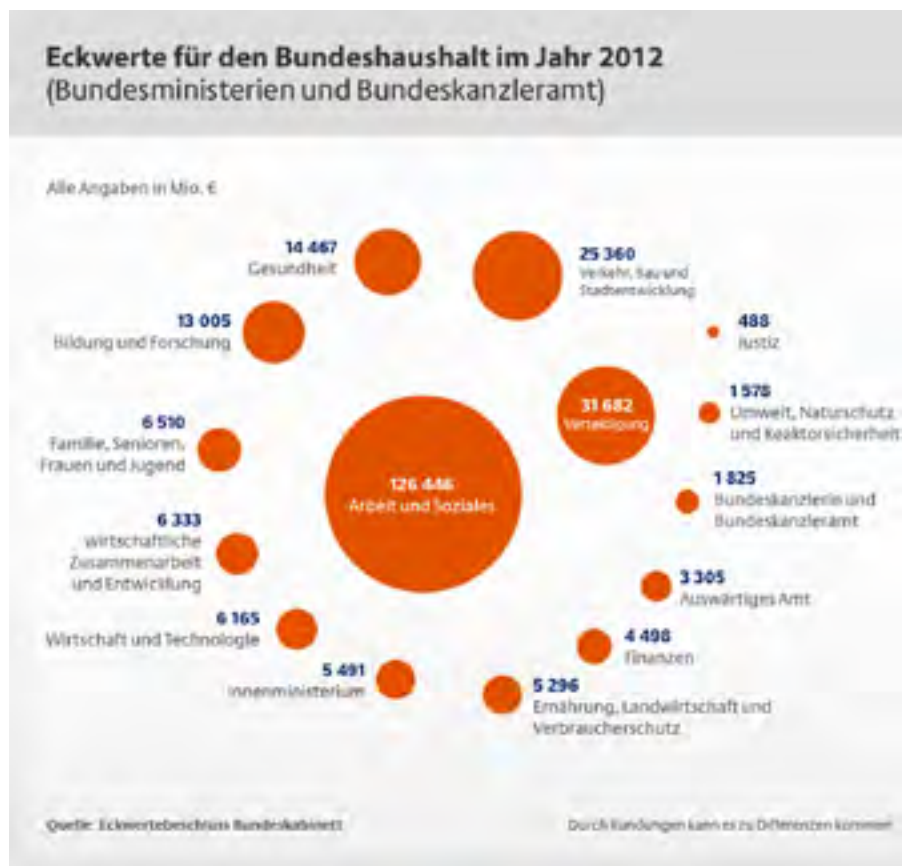 Eckwerte für den Bundeshaushalt im Jahr 2012
(Bundesministerien und Bundeskanzleramt)
Alle Angaben in Mio. €
14 467
Gesundheit
25 360
Verkehr, Bau und
Stadtentwicklung
13 005
Bildung und Forschung
488
Justiz
31 682
Verteidigung
1 578
Umwelt, Naturschutz
und Reaktorsicherheit
6 510
Familie, Senioren,
Frauen und Jugend
126 446
Arbeit und Soziales
1 825
Bundeskanzlerin und
Bundeskanzleramt
6 333
wirtschaftliche
Zusammenarbeit
und Entwicklung
3 305
Auswärtiges Amt
6 165
Wirtschaft und Technologie
4 498
Finanzen
5 491
Innenministerium
5 296
Ernährung, Landwirtschaft und
Verbraucherschutz
Quelle: Eckwertebeschluss Bundeskabinett
Durch Rundungen kann es zu Differenzen kommen